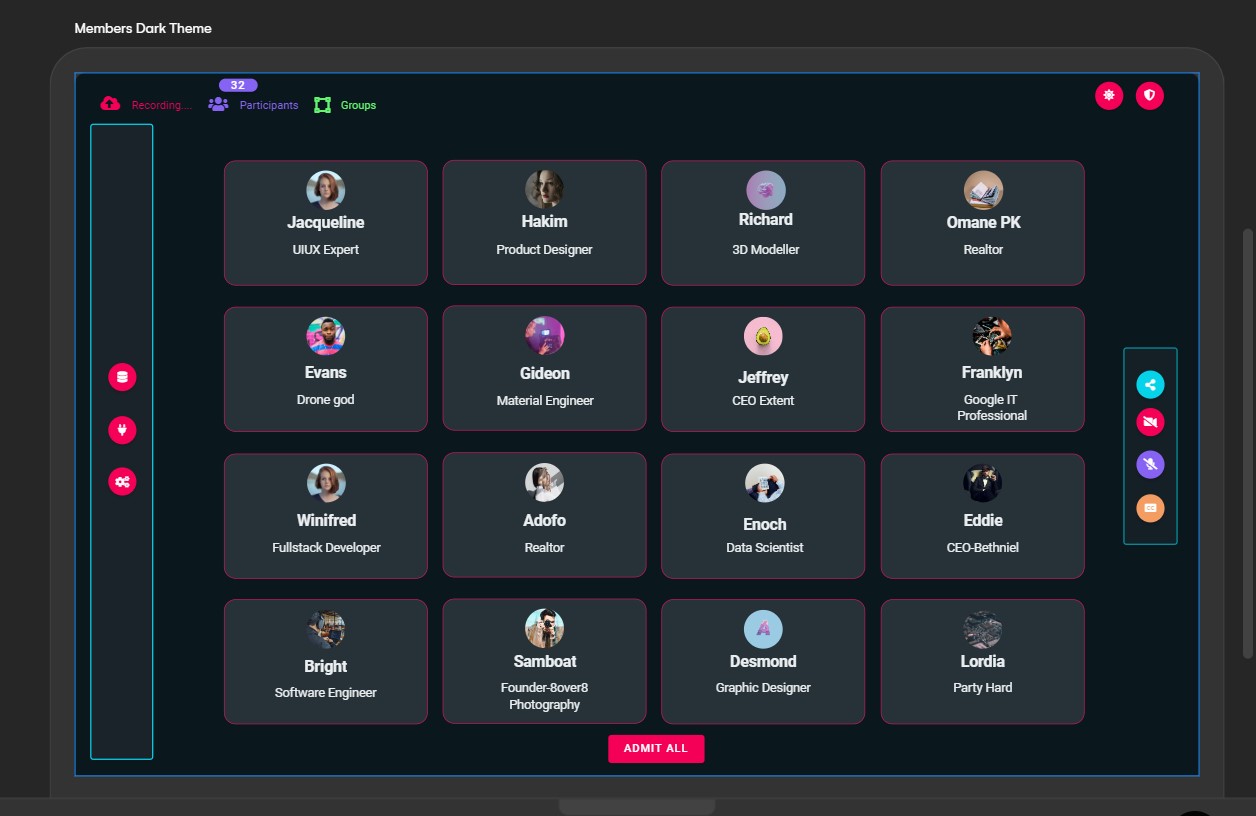 Members Dark Theme
32
Recording....
Participants
Groups
Jacqueline
UIUX Expert
Hakim
Product Designer
Richard
3D Modeller
Omane PK
Realtor
Evans
Drone god
Gideon
Material Engineer
Jeffrey
CEO Extent
Franklyn
Google IT
Professional
Winifred
Fullstack Developer
Adofo
Realtor
Enoch
Data Scientist
Eddie
CEO-Bethniel
Bright
Software Engineer
Samboat
Founder-8over8
Photography
Desmond
Graphic Designer
Lordia
Party Hard
ADMIT ALL
CC
A